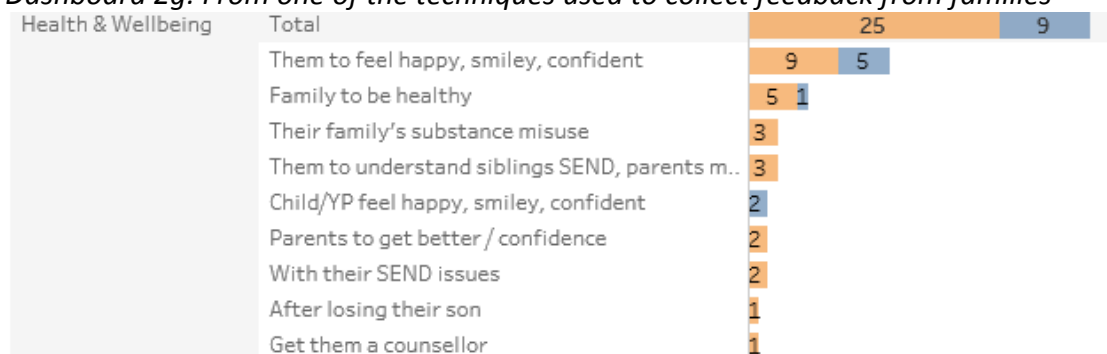 Dashboard 2g: From one of the techniques used to collect feedback from families
Health & Wellbeing Total 25 9
Them to feel happy, smiley, confident 9 5
Family to be healthy 5 1
Their family's substance misuse 3
Them to understand siblings SEND, parents m.. 3
Child/YP feel happy, smiley, confident 2
Parents to get better / confidence 2
With their SEND issues 2
After losing their son 1
Get them a counsellor 1